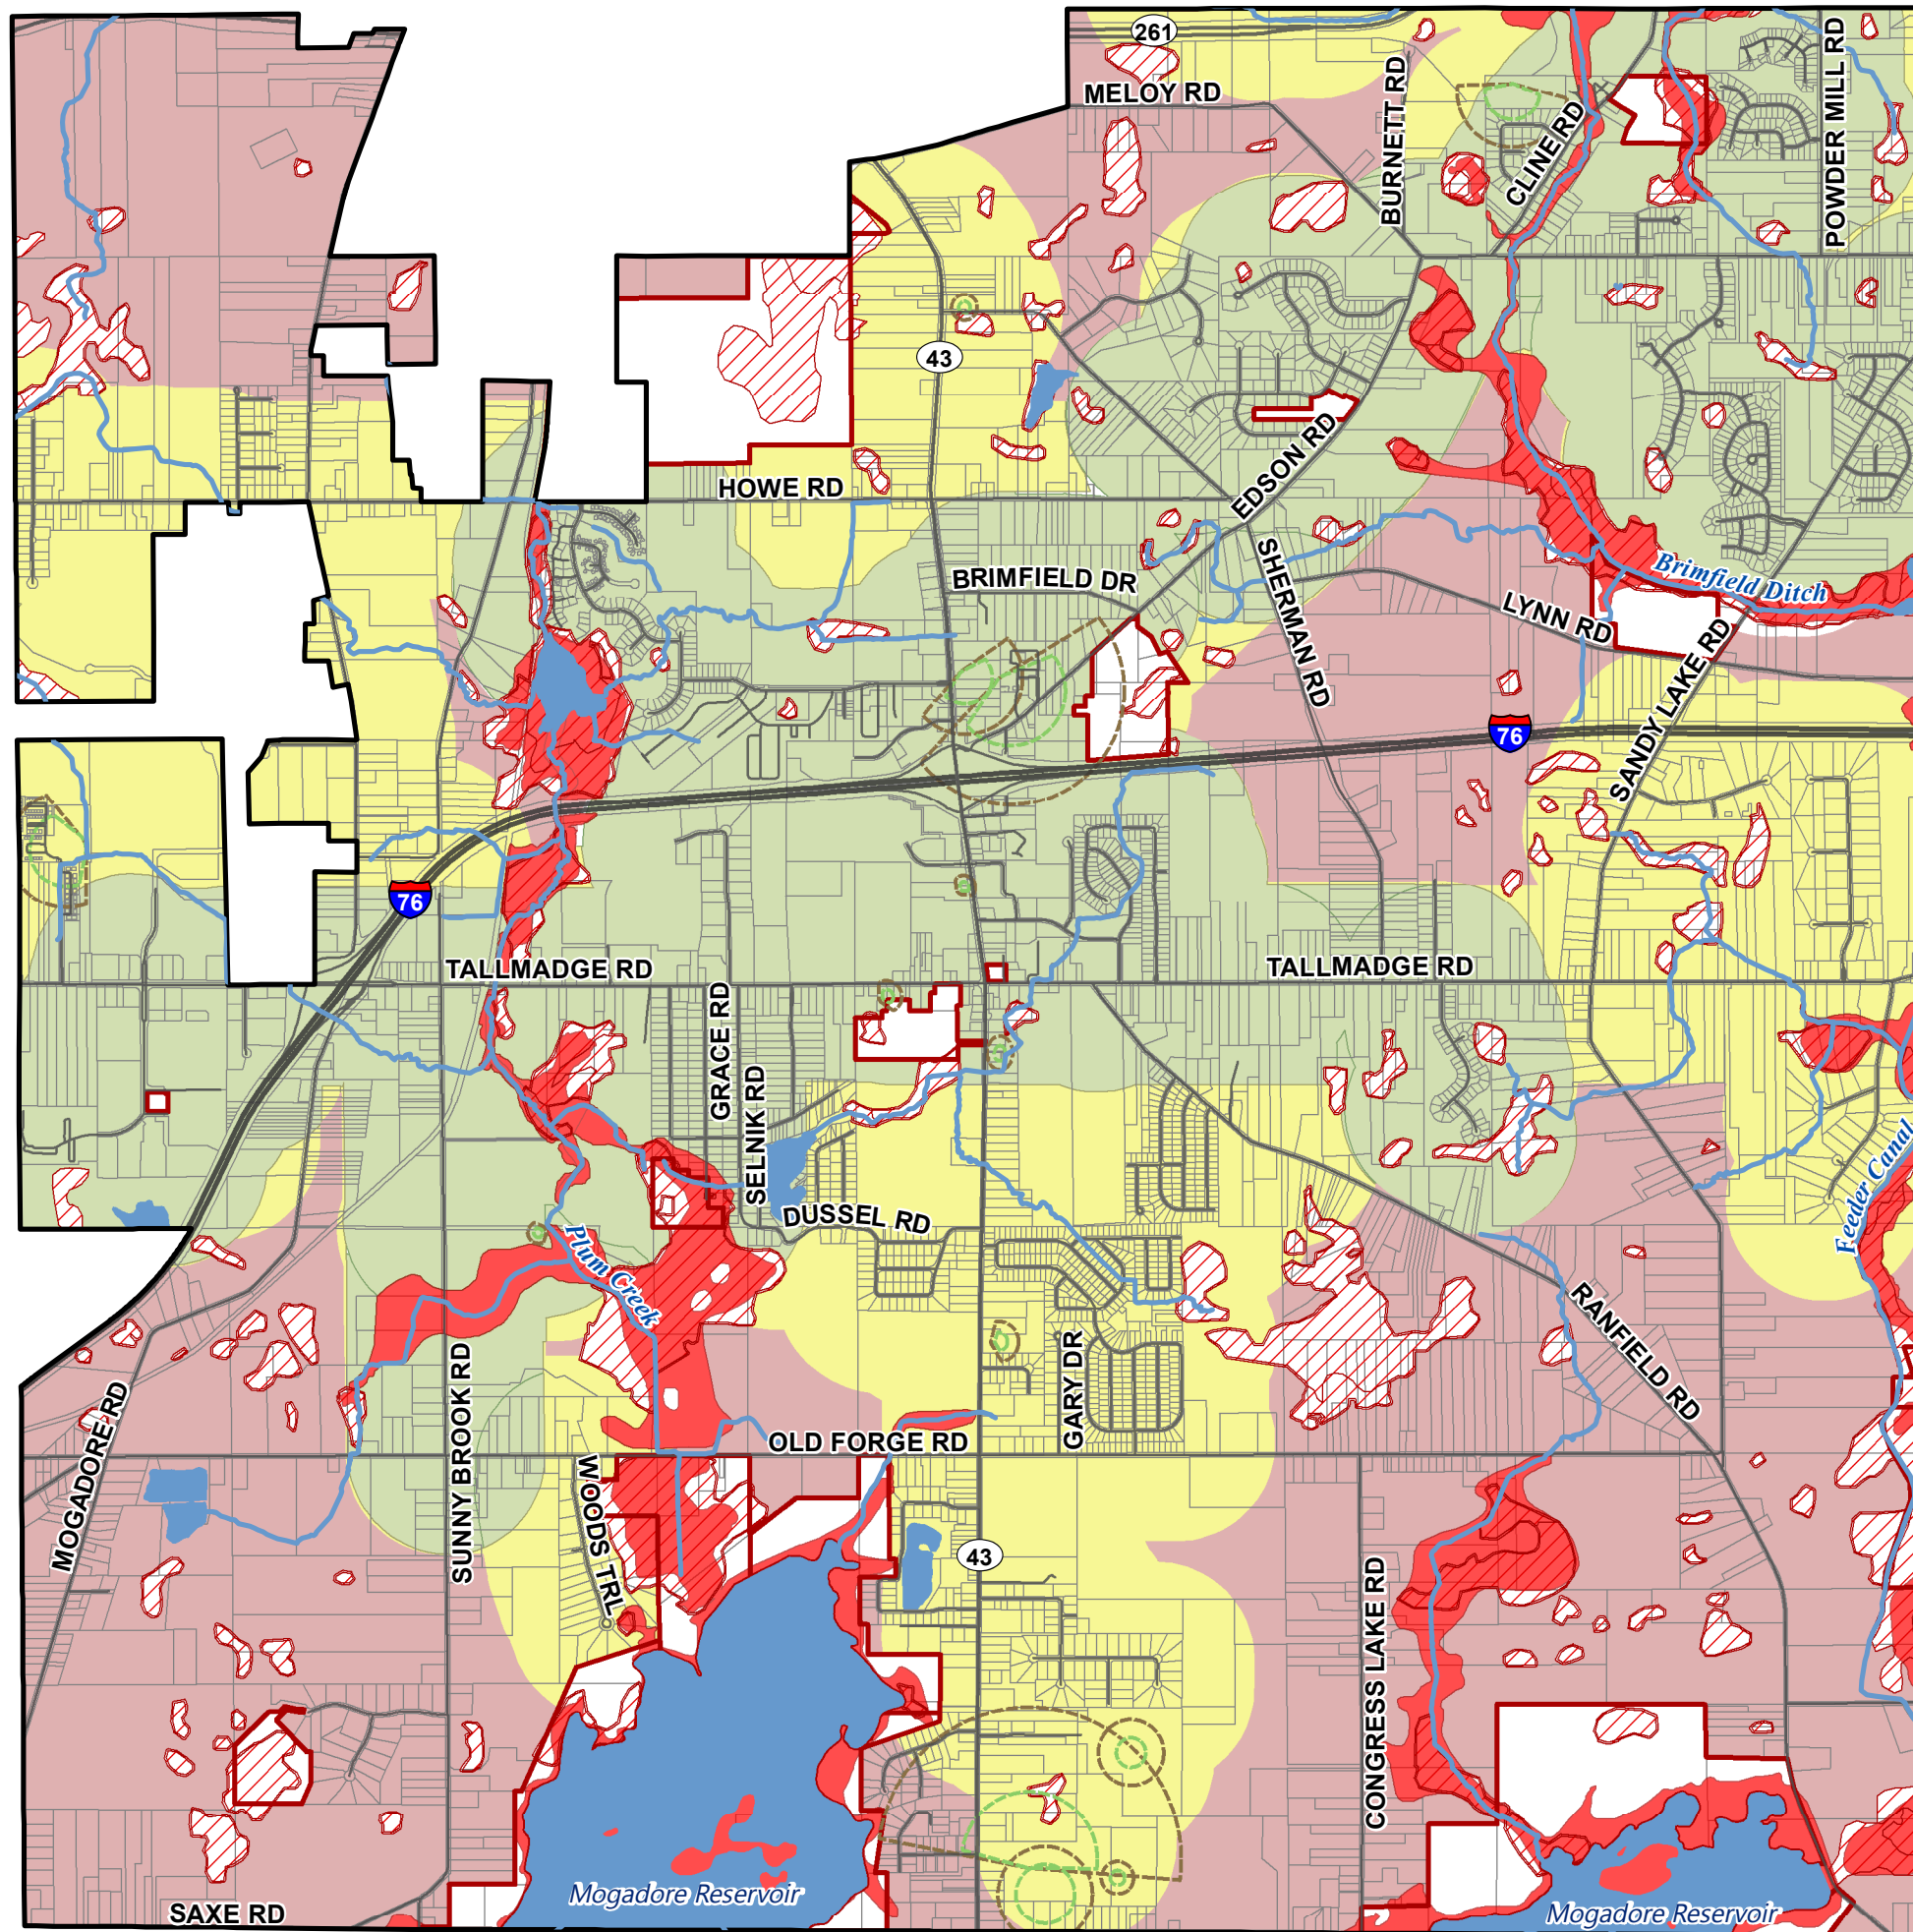 261
MELOY RD
BURNETT RD
CLINE RD
POWDER MILL RD
43
HOWE RD
EDSON RD
BRIMFIELD DR
SHERMAN RD
LYNN RD
Brimfield Ditch
SANDY LAKE RD
76
76
TALLMADGE RD
TALLMADGE RD
GRACE RD
SELNIK RD
DUSSEL RD
Plum Creek
Feeder Canal
RANFIELD RD
GARY DR
MOGADORE RD
SUNNY BROOK RD
OLD FORGE RD
WOODS TRL
43
CONGRESS LAKE RD
Mogadore Reservoir
Mogadore Reservoir
SAXE RD